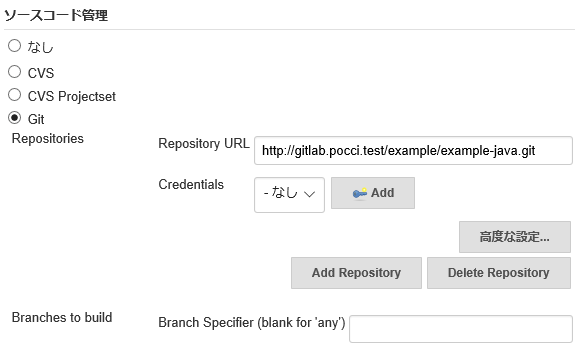 ソースコード管理
なし
CVS
CVS Projectset
Git
Repositories
Repository URL http://gitlab.pocci.test/example/example-java.git
Credentials - なし Add
高度な設定...
Add Repository Delete Repository
Branches to build
Branch Specifier (blank for 'any')